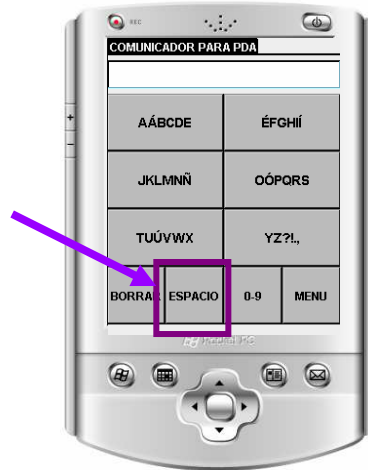 REC
COMUNICADOR PARA PDA
AÁBCDE ÉFGHIÍ
JKLMNÑ OÓPQRS
TUÚVWX YZ?!.,
BORRAR ESPACIO 0-9 MENU
Pocket PC